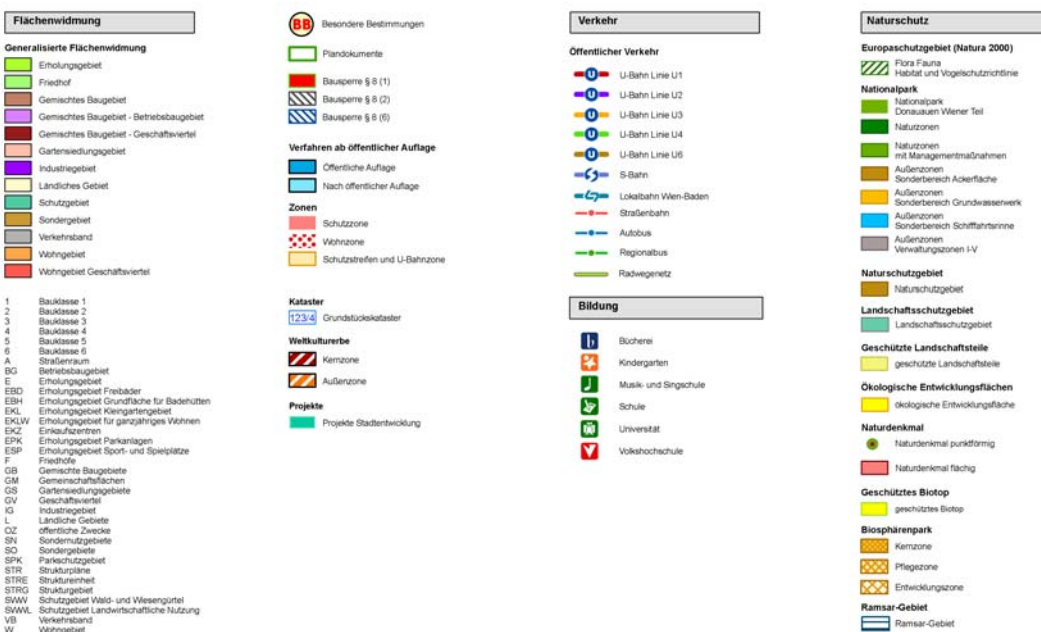 Flächenwidmung
Generalisierte Flächenwidmung
Erholungsgebiet
Friedhof
Gemischtes Baugebiet
Gemischtes Baugebiet - Betriebsbaugebiet
Gemischtes Baugebiet - Geschäftsviertel
Gartensiedlungsgebiet
Industriegebiet
Ländliches Gebiet
Schutzgebiet
Sondergebiet
Verkehrsband
Wohngebiet
Wohngebiet Geschäftsviertel
1 Bauklasse 1
2 Bauklasse 2
3 Bauklasse 3
4 Bauklasse 4
5 Bauklasse 5
6 Bauklasse 6
A Straßenraum
BG Betriebsbaugebiet
E Erholungsgebiet
EBD Erholungsgebiet Freibäder
EBH Erholungsgebiet Grundfläche für Badehütten
EKL Erholungsgebiet Kleingartengebiet
EKLW Erholungsgebiet für ganzjähriges Wohnen
EKZ Einkaufszentren
EPK Erholungsgebiet Parkanlagen
ESP Erholungsgebiet Sport- und Spielplätze
F Friedhöfe
GB Gemischte Baugebiete
GM Gemeinschaftsflächen
GS Gartensiedlungsgebiete
GV Geschäftsviertel
IG Industriegebiet
L Ländliche Gebiete
OZ öffentliche Zwecke
SN Sondernutzgebiete
SO Sondergebiete
SPK Parkschutzgebiet
STR Strukturpläne
STRE Struktureinheit
STRG Strukturgebiet
SWWV Schutzgebiet Wald- und Wiesengürtel
SWWL Schutzgebiet Landwirtschaftliche Nutzung
VB Verkehrsband
W Wohngebiet
BB Besondere Bestimmungen
Plandokumente
Bausperre § 8 (1)
Bausperre § 8 (2)
Bausperre § 8 (6)
Verfahren ab öffentlicher Auflage
Öffentliche Auflage
Nach öffentlicher Auflage
Zonen
Schutzzone
Wohnzone
Schutzstreifen und U-Bahnzone
Kataster
123/4 Grundstückskataster
Weltkulturerbe
Kernzone
Außenzone
Projekte
Projekte Stadtentwicklung
Verkehr
Öffentlicher Verkehr
U U-Bahn Linie U1
U U-Bahn Linie U2
U U-Bahn Linie U3
U U-Bahn Linie U4
U U-Bahn Linie U6
S-Bahn
Lokalbahn Wien-Baden
Straßenbahn
Autobus
Regionalbus
Radwegenetz
Bildung
Bücherei
Kindergarten
Musik- und Singschule
Schule
Universität
Volkshochschule
Naturschutz
Europaschutzgebiet (Natura 2000)
Flora Fauna
Habitat und Vogelschutzrichtlinie
Nationalpark
Nationalpark
Donauauen Wiener Teil
Naturzonen
Naturzonen
mit Managementmaßnahmen
Außenzonen
Sonderbereich Ackerfläche
Außenzonen
Sonderbereich Grundwasserwerk
Außenzonen
Sonderbereich Schifffahrtsrinne
Außenzonen
Verwaltungszonen I-V
Naturschutzgebiet
Naturschutzgebiet
Landschaftsschutzgebiet
Landschaftsschutzgebiet
Geschützte Landschaftsteile
geschützte Landschaftsteile
Ökologische Entwicklungsflächen
ökologische Entwicklungsfläche
Naturdenkmal
Naturdenkmal punktförmig
Naturdenkmal flächig
Geschütztes Biotop
geschütztes Biotop
Biosphärenpark
Kernzone
Pflegezone
Entwicklungszone
Ramsar-Gebiet
Ramsar-Gebiet